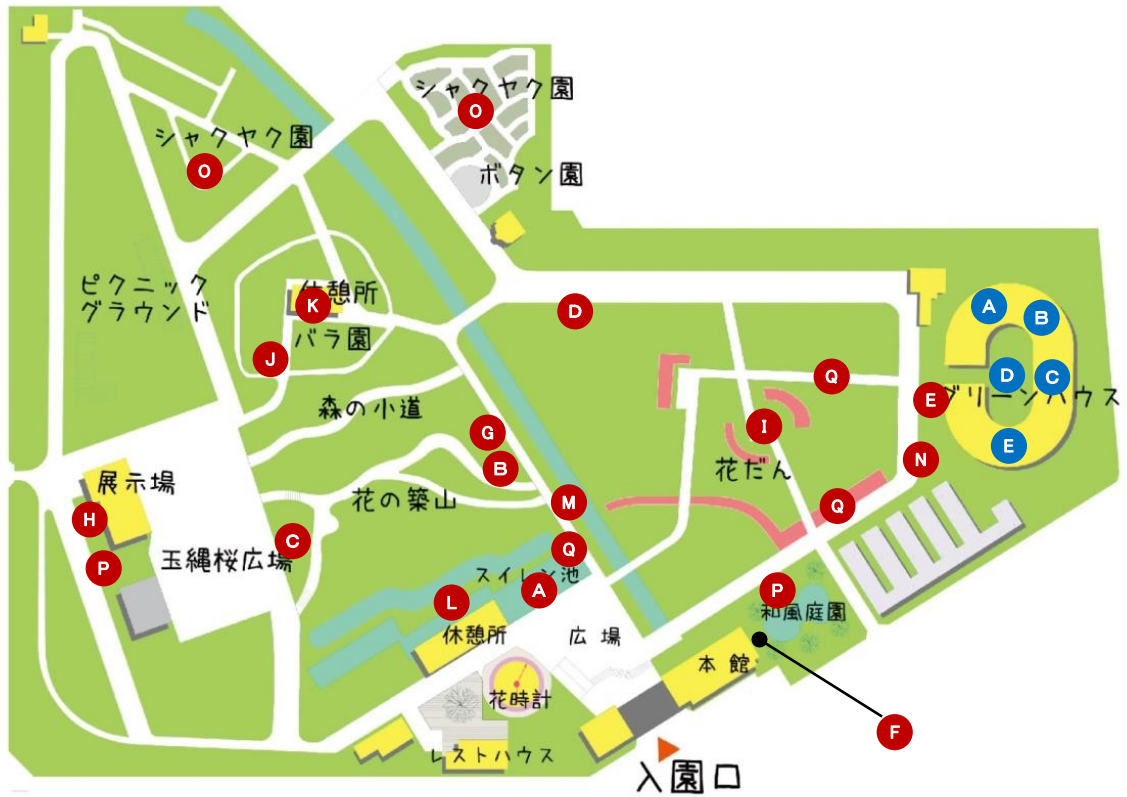 シャクヤク園
O
シャクヤク園
O
ボタン園
ピクニック
グラウンド
休憩所
K
バラ園
J
D
A
B
D
C
グリーンハウス
E
E
Q
I
花だん
N
Q
森の小道
G
B
花の築山
M
展示場
H
C
玉縄桜広場
P
Q
スイレン池
A
L
休憩所
広場
P
和風庭園
本館
F
花時計
レストハウス
入園口